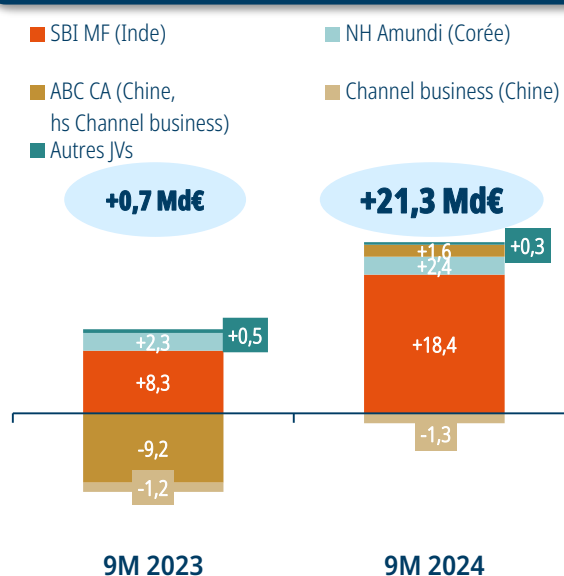 SBI MF (Inde)
NH Amundi (Corée)
ABC CA (Chine,
hs Channel business)
Channel business (Chine)
Autres JVs
+0,7 Md€
+21,3 Md€
+0,3
+1,6
+2,4
+0,5
+2,3
+18,4
+8,3
-9,2
-1,3
-1,2
9M 2023
9M 2024